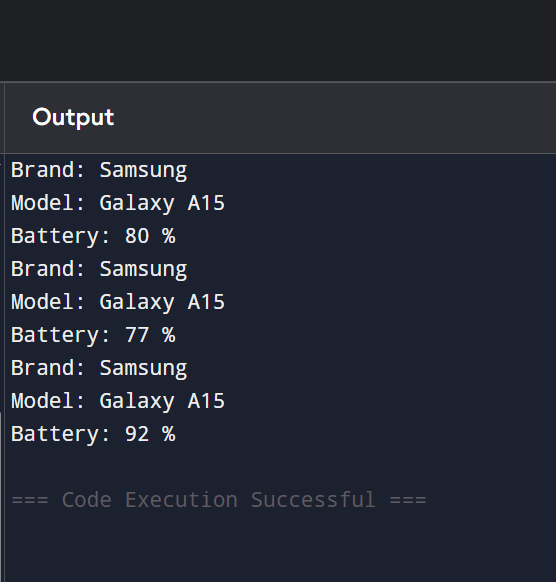 Output
Brand: Samsung
Model: Galaxy A15
Battery: 80 %
Brand: Samsung
Model: Galaxy A15
Battery: 77 %
Brand: Samsung
Model: Galaxy A15
Battery: 92 %
=== Code Execution Successful ===